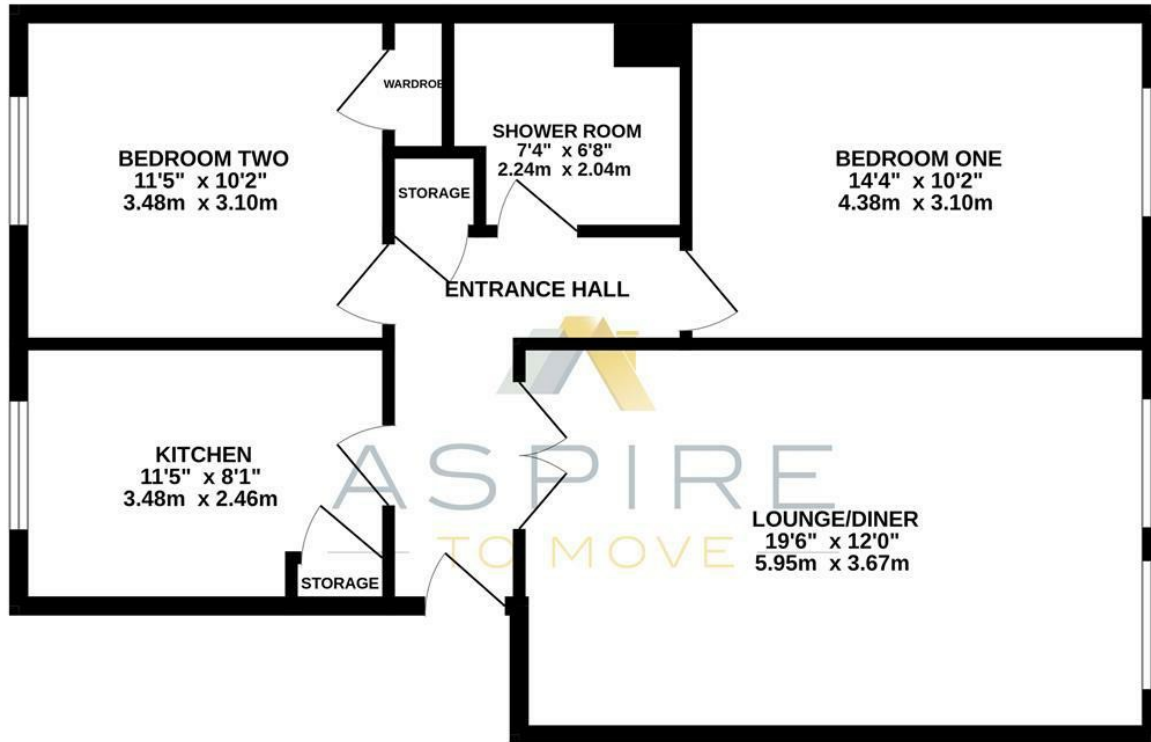 WARDROBE
BEDROOM TWO
11'5" x 10'2"
3.48m x 3.10m
SHOWER ROOM
7'4" x 6'8"
2.24m x 2.04m
BEDROOM ONE
14'4" x 10'2"
4.38m x 3.10m
STORAGE
ENTRANCE HALL
KITCHEN
11'5" x 8'1"
3.48m x 2.46m
STORAGE
ASPIRE
TO MOVE
LOUNGE/DINER
19'6" x 12'0"
5.95m x 3.67m